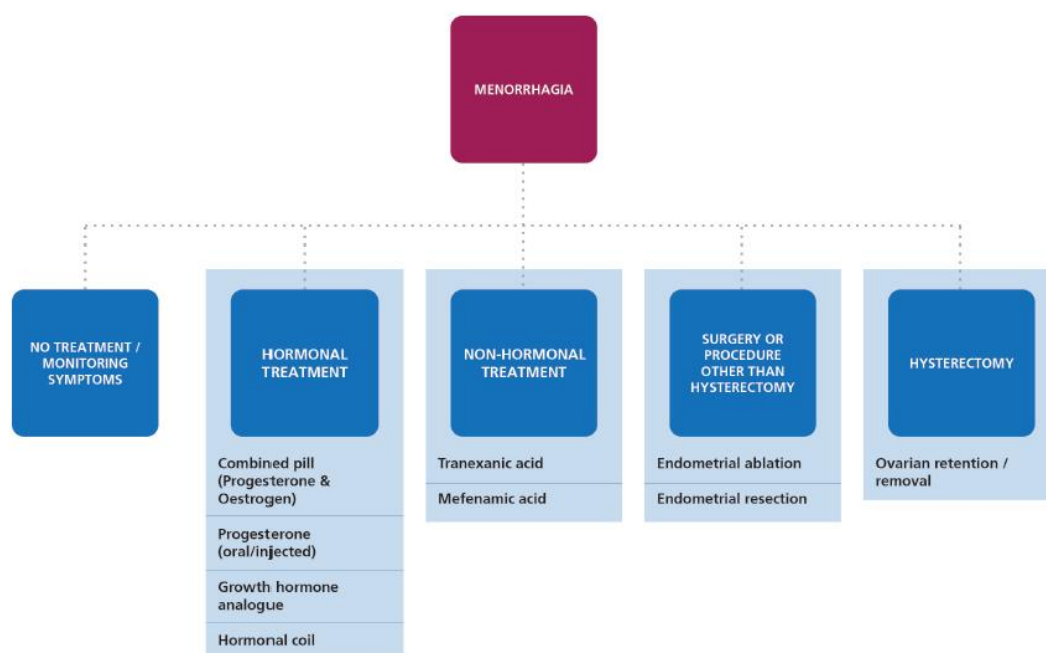 MENORRHAGIA
NO TREATMENT /
MONITORING
SYMPTOMS
HORMONAL
TREATMENT
Combined pill
(Progesterone &
Oestrogen)
Progesterone
(oral/injected)
Growth hormone
analogue
Hormonal coil
NON-HORMONAL
TREATMENT
Tranexanic acid
Mefenamic acid
SURGERY OR
PROCEDURE
OTHER THAN
HYSTERECTOMY
Endometrial ablation
Endometrial resection
HYSTERECTOMY
Ovarian retention /
removal